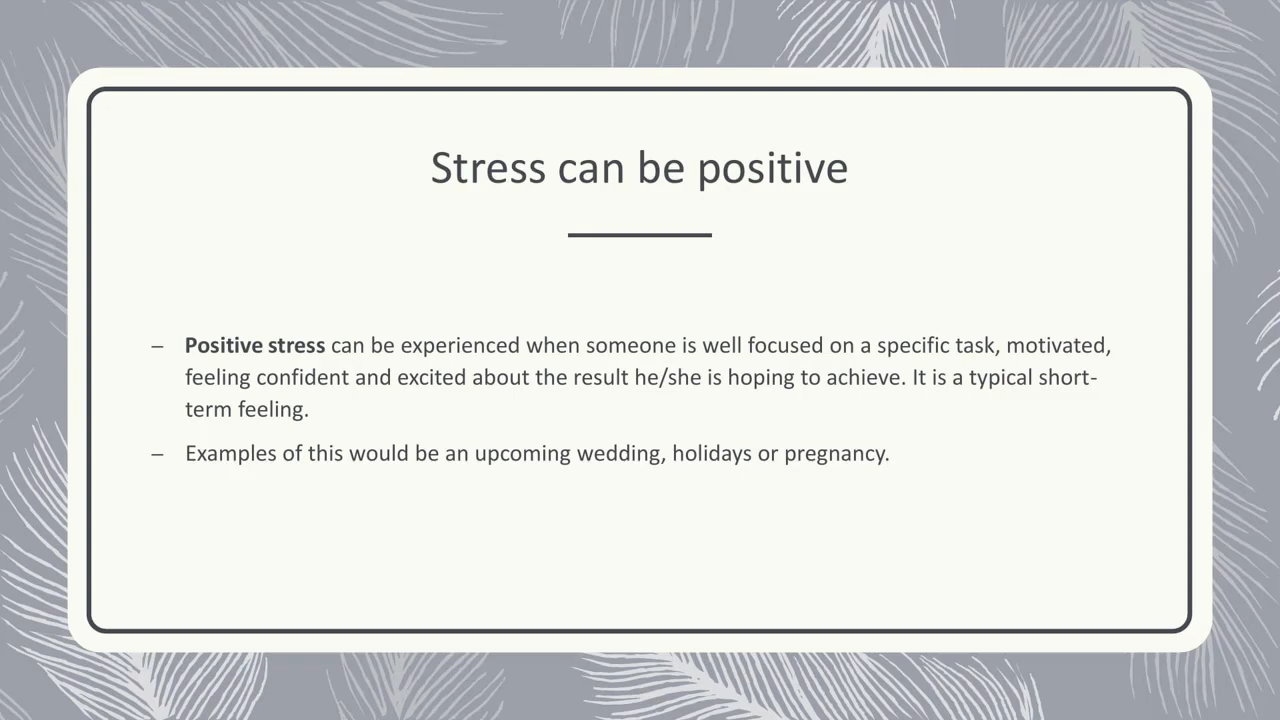 Stress can be positive
– Positive stress can be experienced when someone is well focused on a specific task, motivated,
feeling confident and excited about the result he/she is hoping to achieve. It is a typical short-
term feeling.
– Examples of this would be an upcoming wedding, holidays or pregnancy.